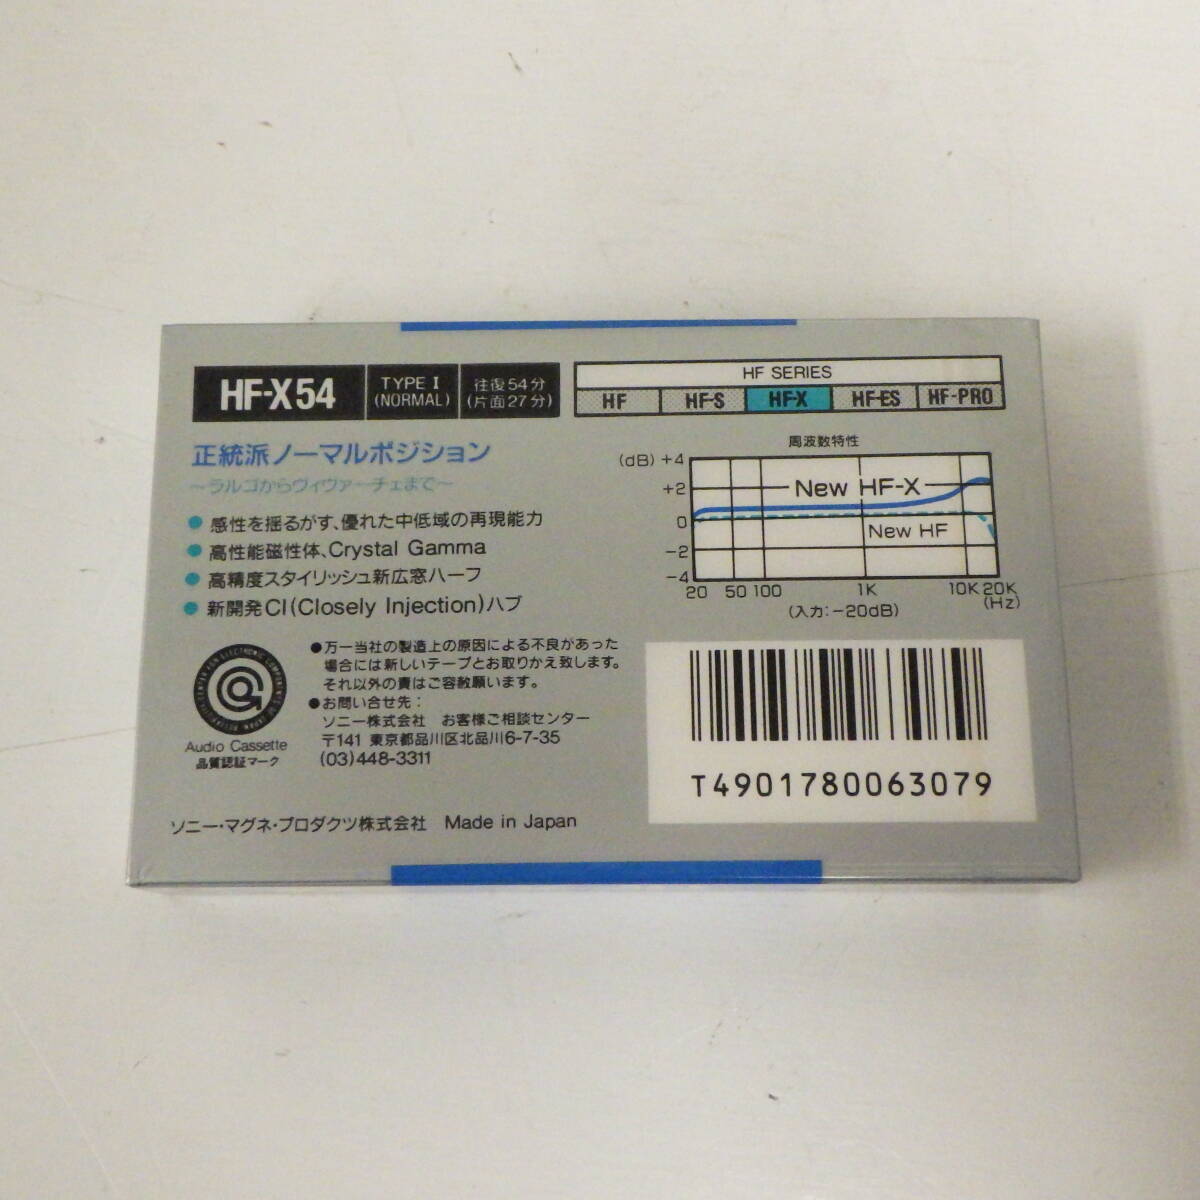 HF-X54
TYPE I
(NORMAL)
往復54分
(片面27分)
HF SERIES
HF HF-S HF-X HF-ES HF-PRO
正統派ノーマルポジション
〜ラルゴからヴィヴァーチェまで〜
● 感性を揺るがす、優れた中低域の再現能力
● 高性能磁性体、Crystal Gamma
● 高精度スタイリッシュ新広窓ハーフ
● 新開発CI(Closely Injection)ハブ
周波数特性
(dB) +4
+2
0
−2
−4
New HF-X
New HF
20 50 100 1K 10K 20K
(Hz)
(入力:−20dB)
●万一当社の製造上の原因による不良があった
場合には新しいテープとお取りかえ致します。
それ以外の責はご容赦願います。
●お問い合せ先:
ソニー株式会社 お客様ご相談センター
〒141 東京都品川区北品川6-7-35
(03)448-3311
Audio Cassette
品質認証マーク
T4901780063079
ソニー・マグネ・プロダクツ株式会社 Made in Japan